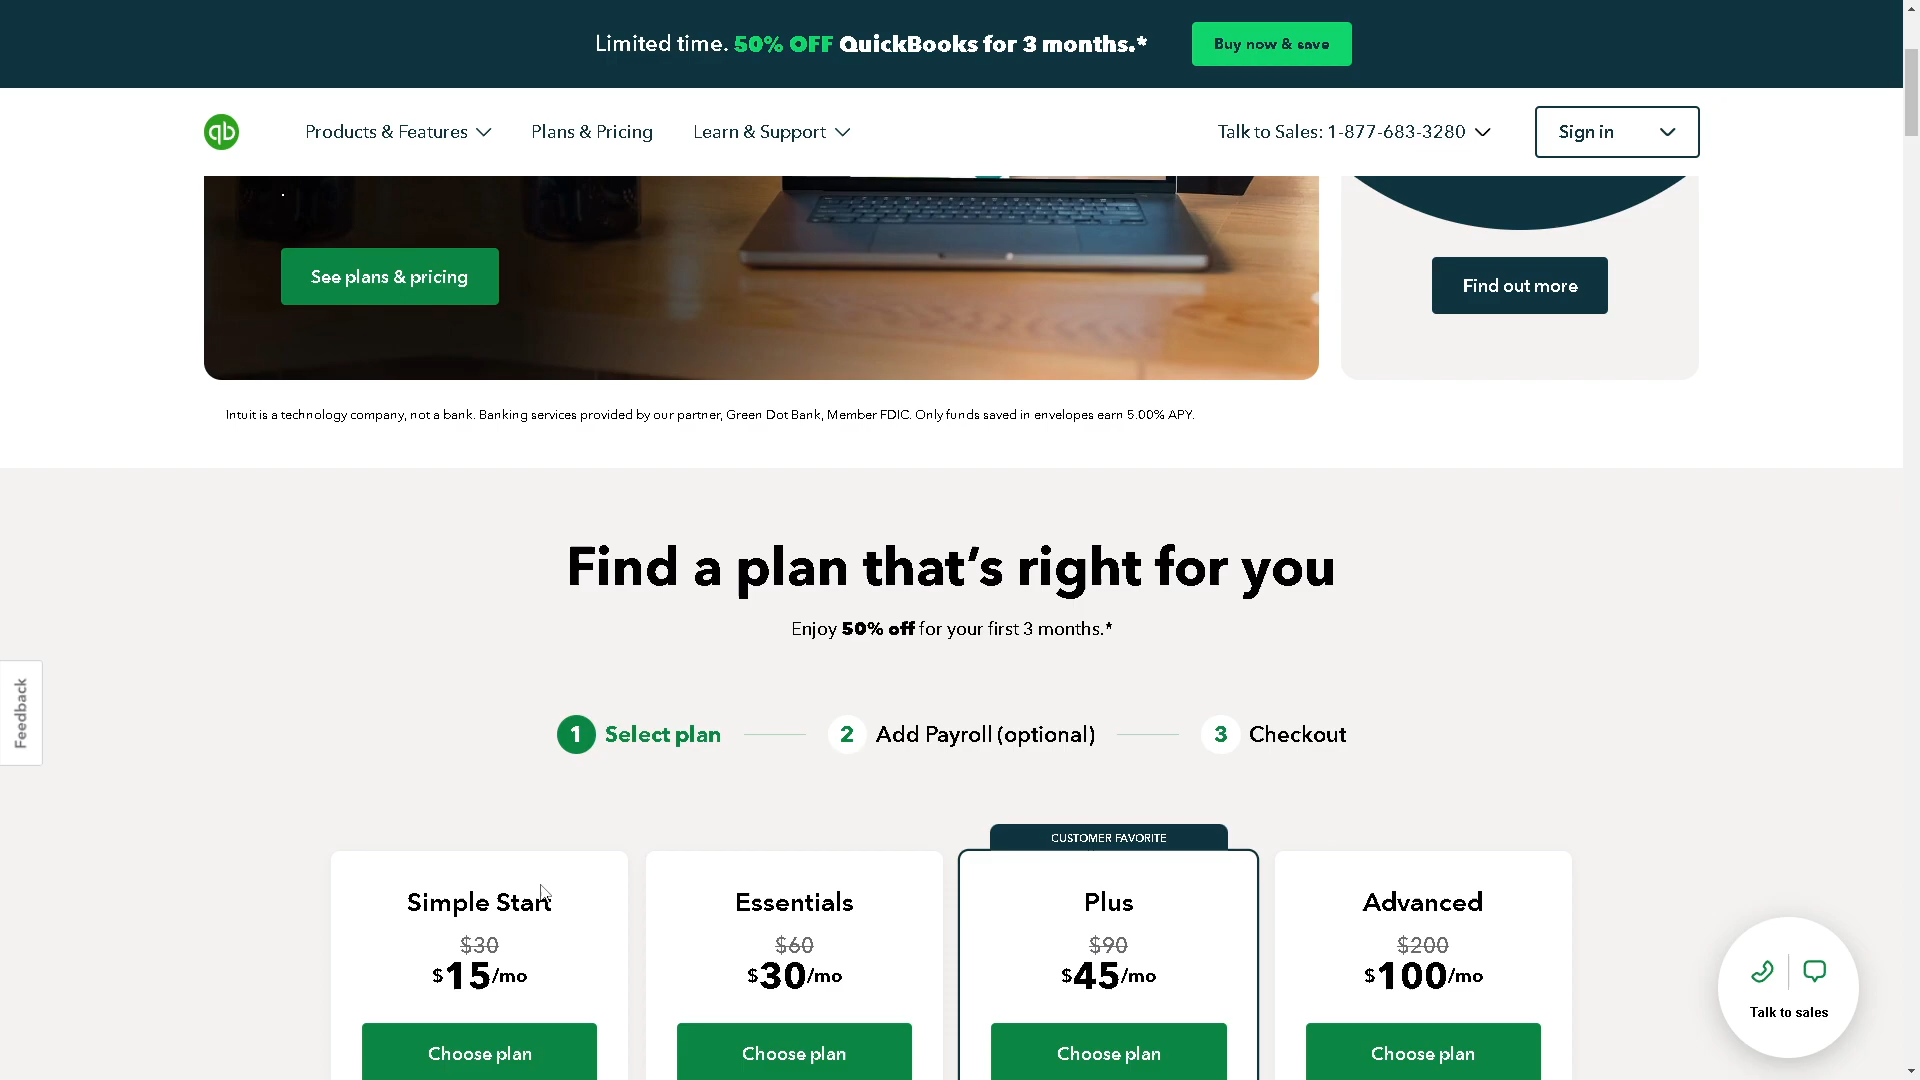 Limited time. 50% OFF QuickBooks for 3 months.*
Buy now & save
qb
Products & Features
Plans & Pricing
Learn & Support
Talk to Sales: 1-877-683-3280
Sign in
See plans & pricing
Find out more
Intuit is a technology company, not a bank. Banking services provided by our partner, Green Dot Bank, Member FDIC. Only funds saved in envelopes earn 5.00% APY.
Find a plan that's right for you
Enjoy 50% off for your first 3 months.*
Feedback
1 Select plan
2 Add Payroll (optional)
3 Checkout
CUSTOMER FAVORITE
Simple Start
$30
$15/mo
Choose plan
Essentials
$60
$30/mo
Choose plan
Plus
$90
$45/mo
Choose plan
Advanced
$200
$100/mo
Choose plan
Talk to sales